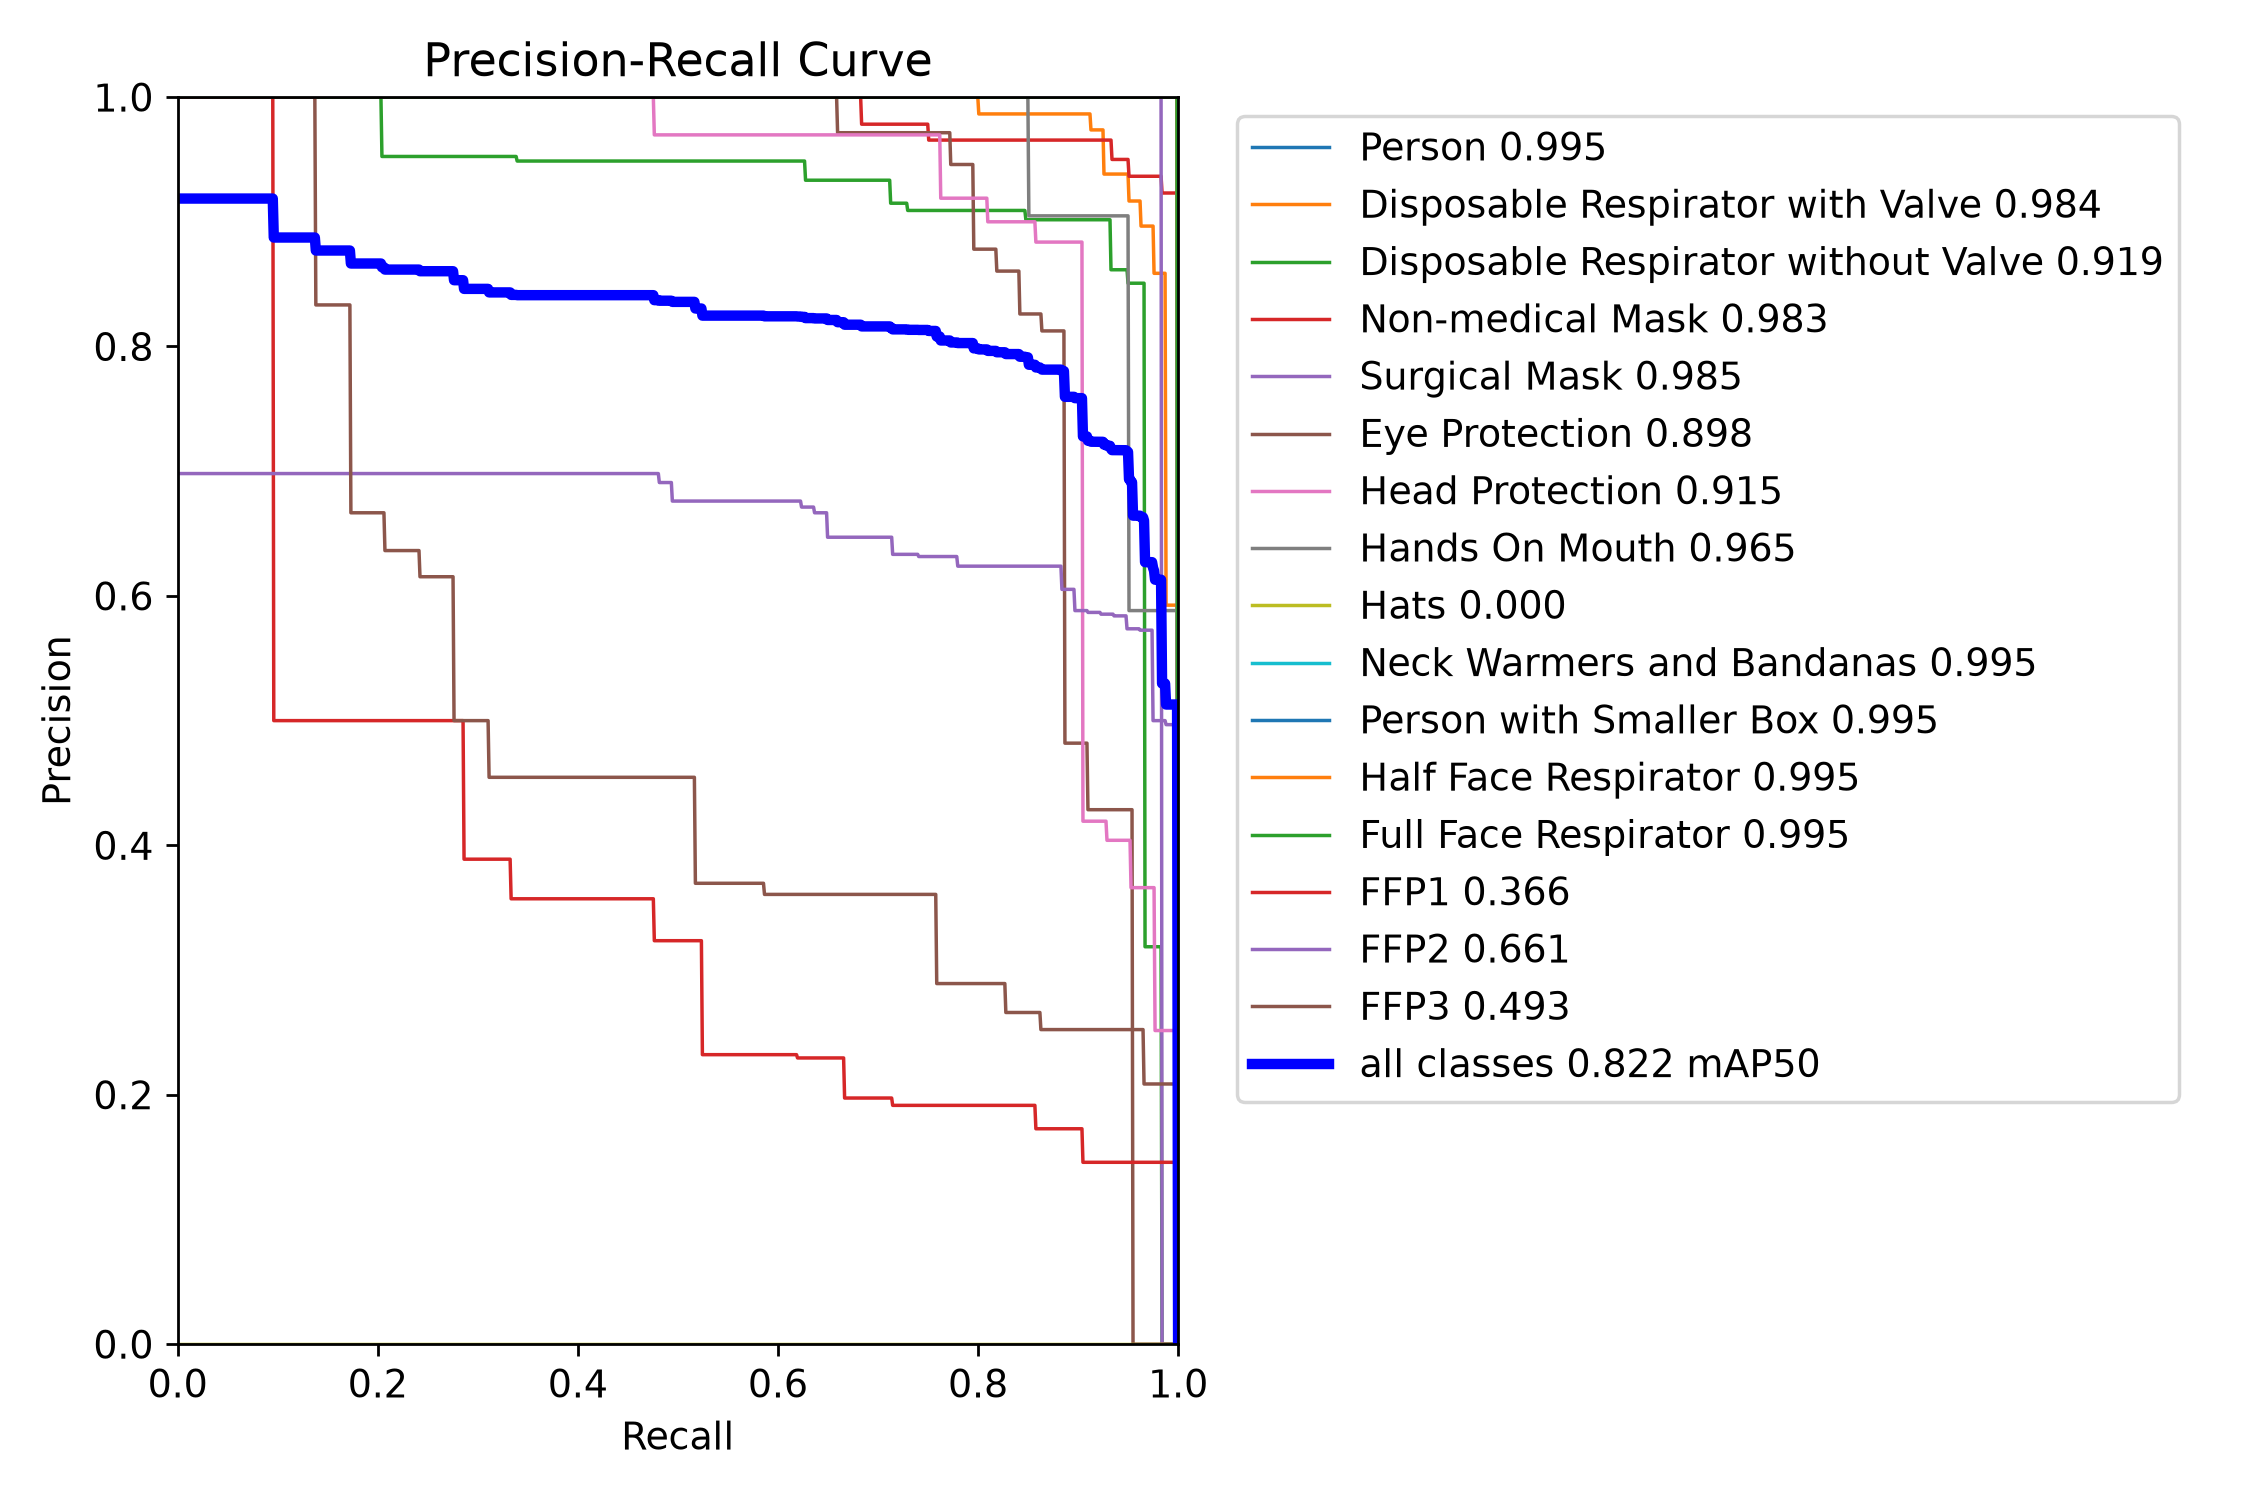 Precision-Recall Curve
1.0
0.8
0.6
0.4
0.2
0.0
Precision
0.0 0.2 0.4 0.6 0.8 1.0
Recall
Person 0.995
Disposable Respirator with Valve 0.984
Disposable Respirator without Valve 0.919
Non-medical Mask 0.983
Surgical Mask 0.985
Eye Protection 0.898
Head Protection 0.915
Hands On Mouth 0.965
Hats 0.000
Neck Warmers and Bandanas 0.995
Person with Smaller Box 0.995
Half Face Respirator 0.995
Full Face Respirator 0.995
FFP1 0.366
FFP2 0.661
FFP3 0.493
all classes 0.822 mAP50